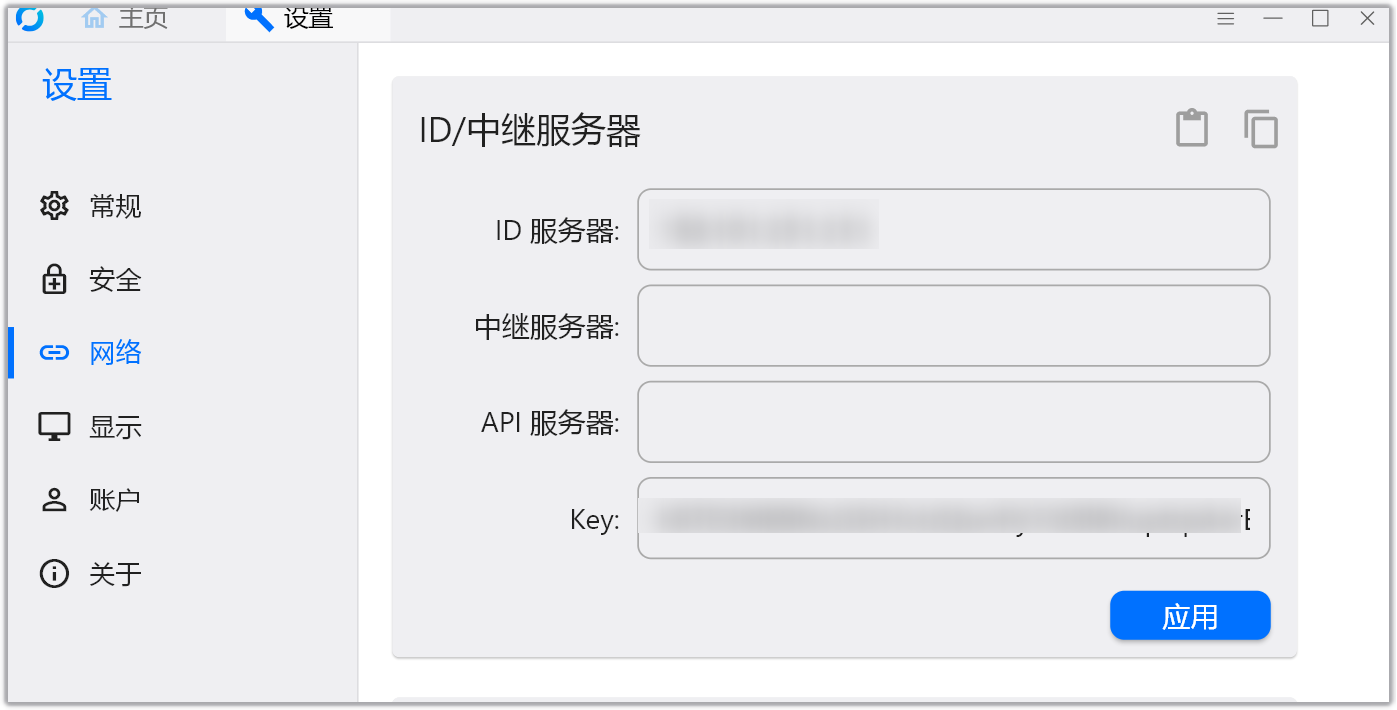 主页
设置
设置
常规
安全
网络
显示
账户
关于
ID/中继服务器
ID 服务器:
中继服务器:
API 服务器:
Key:
应用